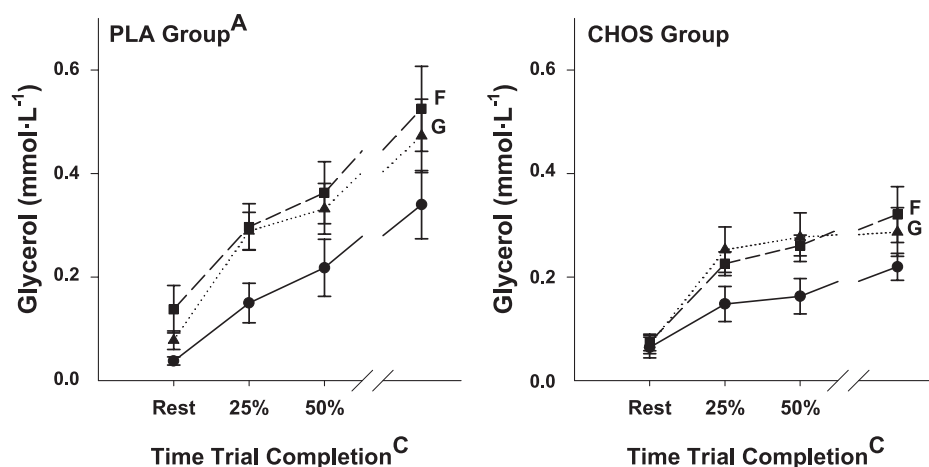 PLA Group^A
CHOS Group
Glycerol (mmol·L⁻¹)
0.6
0.4
0.2
0.0
F
G
Rest 25% 50%
Time Trial Completion^C
Glycerol (mmol·L⁻¹)
0.6
0.4
0.2
0.0
F
G
Rest 25% 50%
Time Trial Completion^C